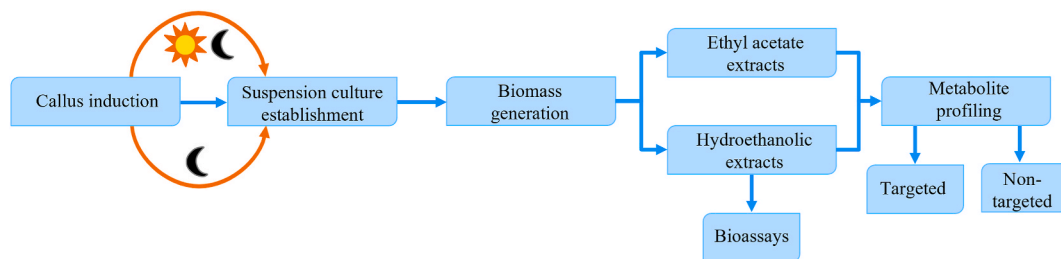 Callus induction
Suspension culture
establishment
Biomass
generation
Ethyl acetate
extracts
Hydroethanolic
extracts
Bioassays
Metabolite
profiling
Targeted
Non-
targeted